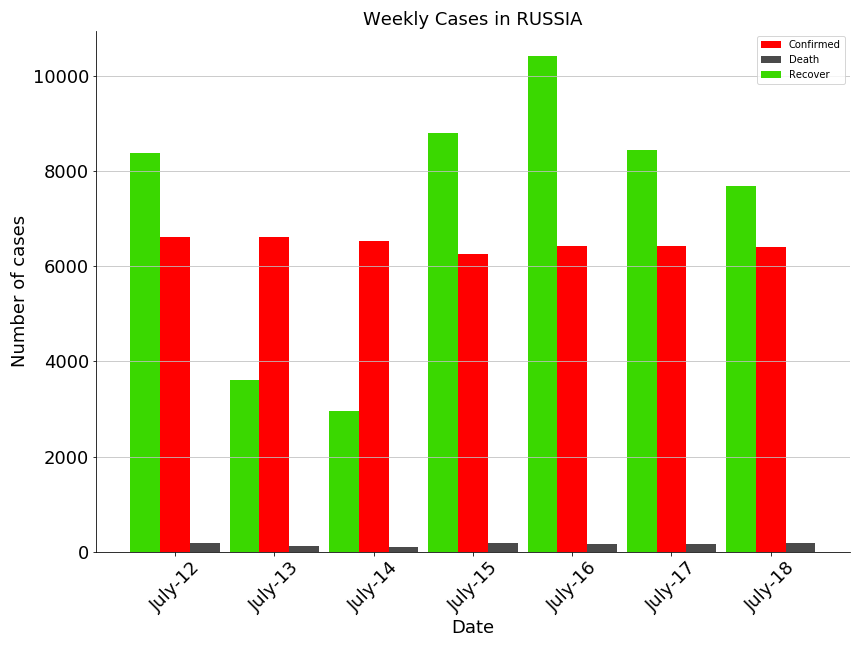 Weekly Cases in RUSSIA
Confirmed
Death
Recover
Number of cases
10000
8000
6000
4000
2000
0
July-12
July-13
July-14
July-15
July-16
July-17
July-18
Date